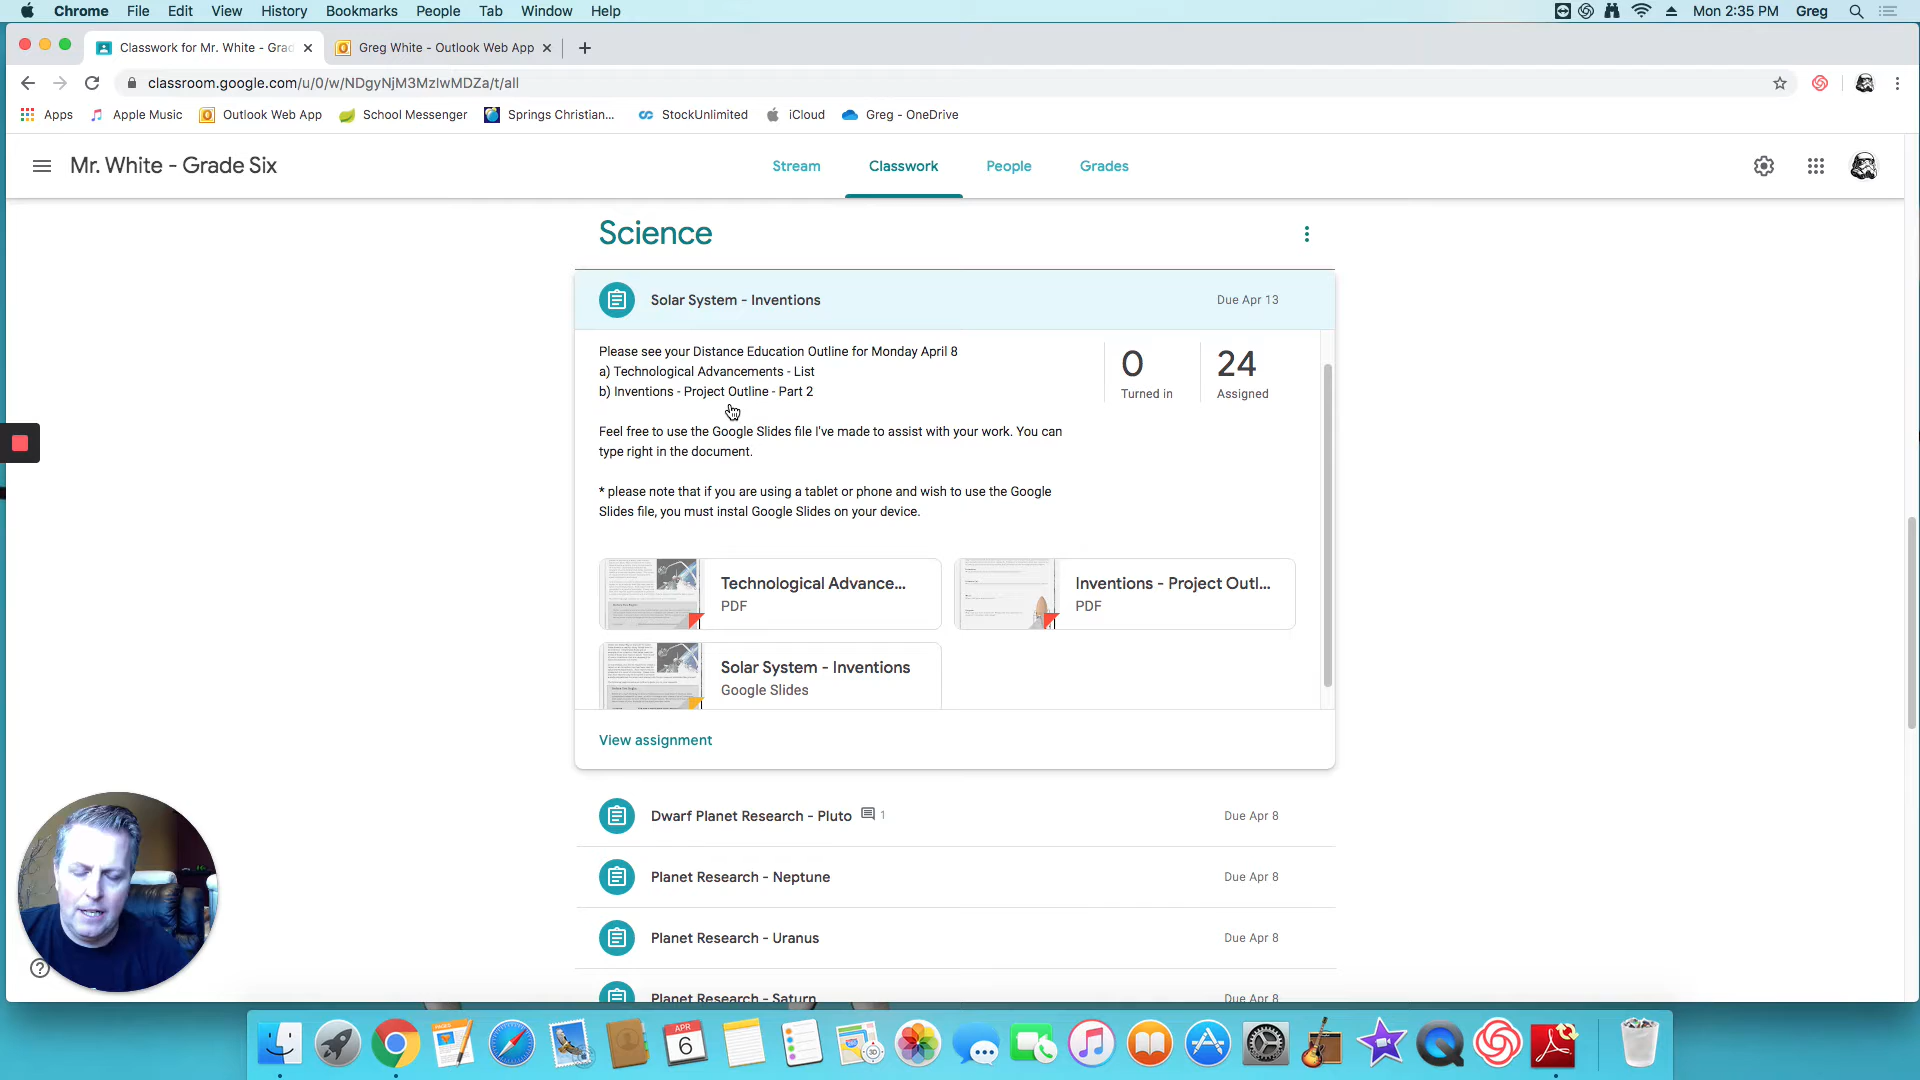 Chrome File Edit View History Bookmarks People Tab Window Help Mon 2:35 PM Greg
Classwork for Mr. White - Grad Greg White - Outlook Web App
classroom.google.com/u/0/w/NDgyNjM3MzIwMDZa/t/all
Apps Apple Music Outlook Web App School Messenger Springs Christian... StockUnlimited iCloud Greg - OneDrive
Mr. White - Grade Six Stream Classwork People Grades
Science
Solar System - Inventions Due Apr 13
Please see your Distance Education Outline for Monday April 8
a) Technological Advancements - List
b) Inventions - Project Outline - Part 2
0 Turned in
24 Assigned
Feel free to use the Google Slides file I've made to assist with your work. You can
type right in the document.
* please note that if you are using a tablet or phone and wish to use the Google
Slides file, you must instal Google Slides on your device.
Technological Advance...
PDF
Inventions - Project Outl...
PDF
Solar System - Inventions
Google Slides
View assignment
Dwarf Planet Research - Pluto 1 Due Apr 8
Planet Research - Neptune Due Apr 8
Planet Research - Uranus Due Apr 8
Planet Research - Saturn Due Apr 8
PAGES
APR
6
3D